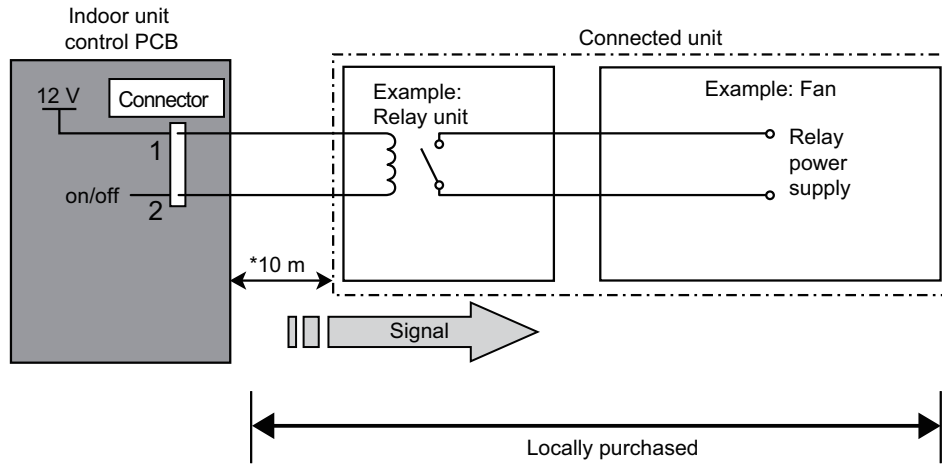 Indoor unit
control PCB
Connected unit
12 V
Connector
Example:
Relay unit
Example: Fan
1
Relay
power
supply
on/off
2
*10 m
Signal
Locally purchased